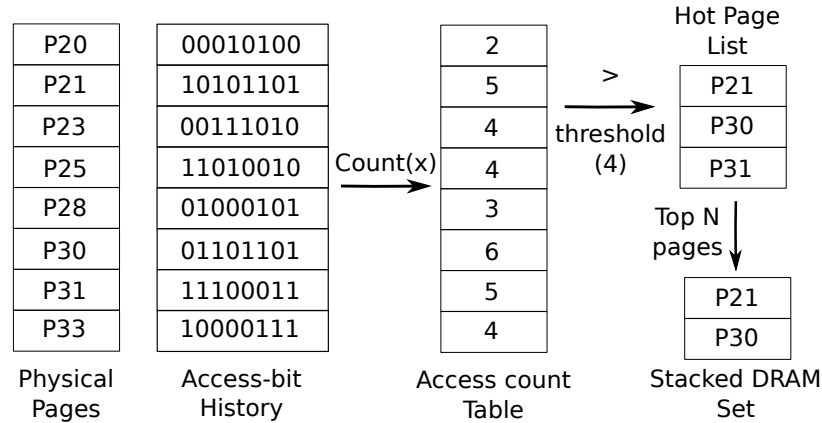 P20 00010100 2
P21 10101101 5
P23 00111010 4
P25 11010010 4
P28 01000101 3
P30 01101101 6
P31 11100011 5
P33 10000111 4
Physical
Pages
Access-bit
History
Count(x)
Access count
Table
>
threshold
(4)
Hot Page
List
P21
P30
P31
Top N
pages
P21
P30
Stacked DRAM
Set